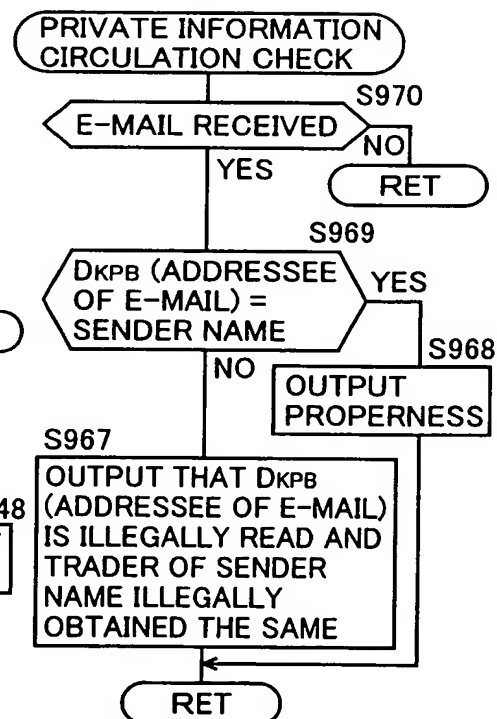 PRIVATE INFORMATION
CIRCULATION CHECK
S970
E-MAIL RECEIVED
NO
YES
RET
S969
DKPB (ADDRESSEE
OF E-MAIL) =
SENDER NAME
YES
NO
S968
OUTPUT
PROPERNESS
S967
48
OUTPUT THAT DKPB
(ADDRESSEE OF E-MAIL)
IS ILLEGALLY READ AND
TRADER OF SENDER
NAME ILLEGALLY
OBTAINED THE SAME
RET